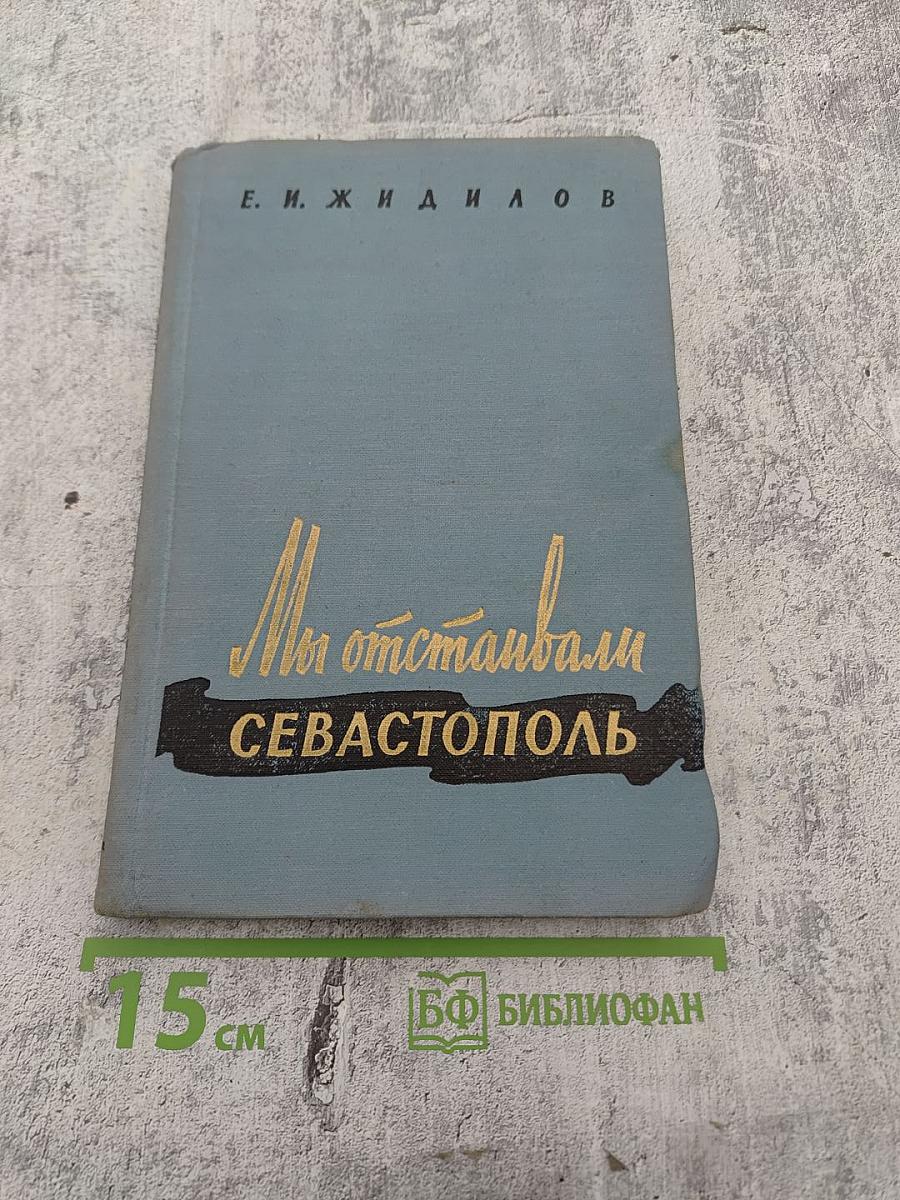 Е. И. ЖИДИЛОВ
Мы отстаивали
СЕВАСТОПОЛЬ
15 см
БФ БИБЛИОФАН